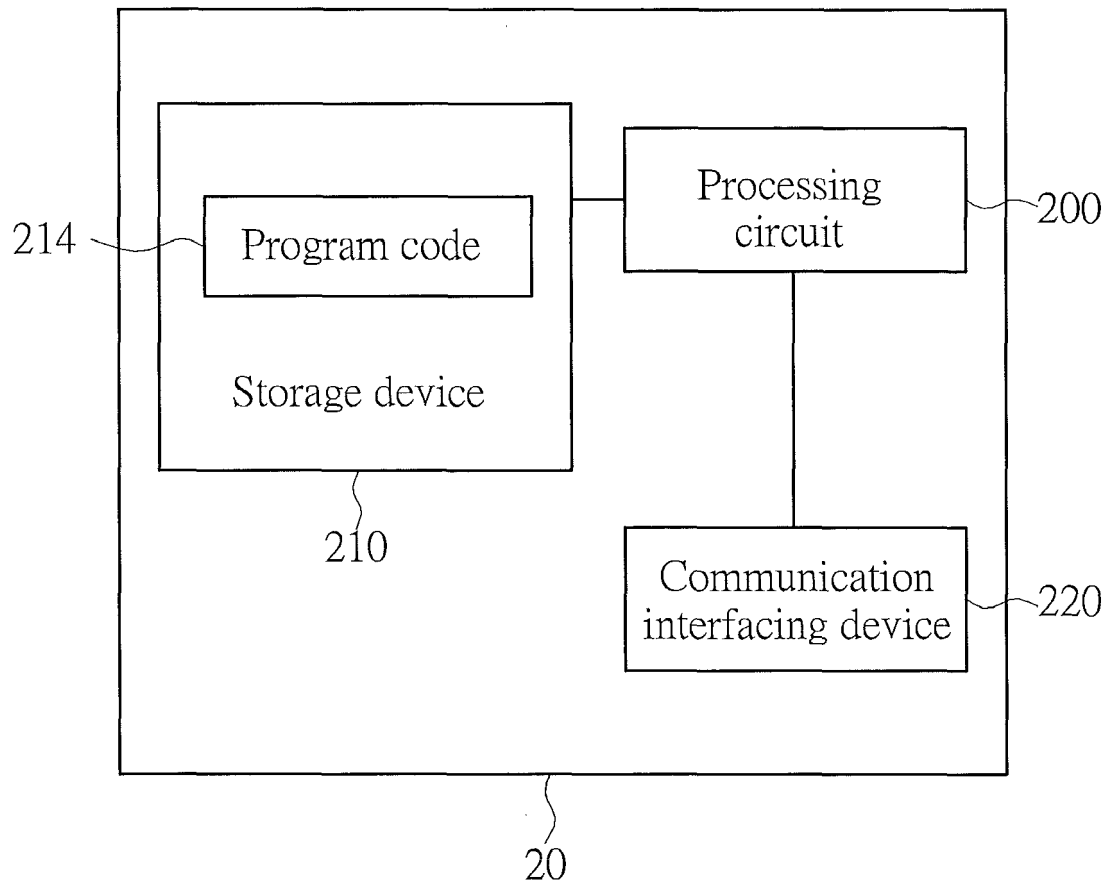 Processing
circuit
200
214
Program code
Storage device
210
Communication
interfacing device
220
20